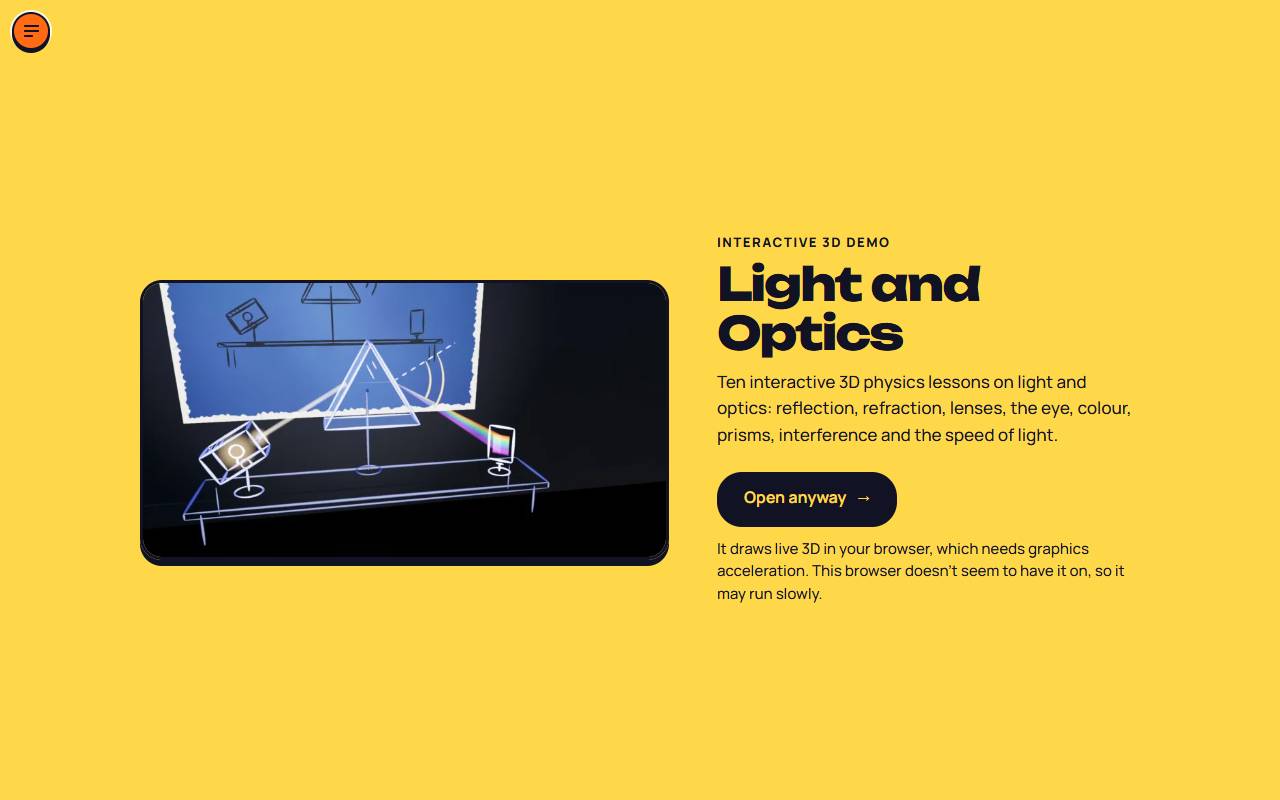 INTERACTIVE 3D DEMO
Light and
Optics
Ten interactive 3D physics lessons on light and
optics: reflection, refraction, lenses, the eye, colour,
prisms, interference and the speed of light.
Open anyway →
It draws live 3D in your browser, which needs graphics
acceleration. This browser doesn't seem to have it on, so it
may run slowly.